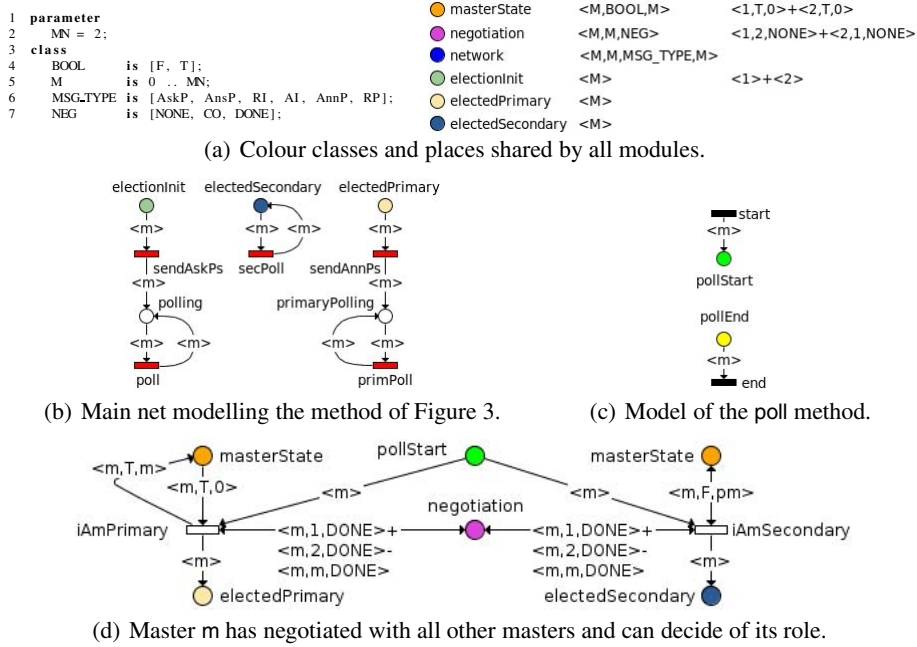 1 parameter
2 MN = 2;
3 class
4 BOOL is [F, T];
5 M is 0 .. MN;
6 MSG_TYPE is [AskP, AnsP, RI, AI, AnnP, RP];
7 NEG is [NONE, CO, DONE];
masterState <M,BOOL,M> <1,T,0>+<2,T,0>
negotiation <M,M,NEG> <1,2,NONE>+<2,1,NONE>
network <M,M,MSG_TYPE,M>
electionInit <M> <1>+<2>
electedPrimary <M>
electedSecondary <M>
(a) Colour classes and places shared by all modules.
electionInit electedSecondary electedPrimary
<m> <m> <m> <m>
sendAskPs secPoll sendAnnPs
<m> <m>
polling primaryPolling
<m> <m> <m> <m>
poll primPoll
(b) Main net modelling the method of Figure 3.
start
<m>
pollStart
pollEnd
<m>
end
(c) Model of the poll method.
masterState pollStart masterState
<m,T,m> <m,T,0> <m> <m> <m,F,pm>
negotiation
iAmPrimary <m,1,DONE>+ <m,1,DONE>+ iAmSecondary
<m,2,DONE>- <m,2,DONE>-
<m> <m,m,DONE> <m,m,DONE> <m>
electedPrimary electedSecondary
(d) Master m has negotiated with all other masters and can decide of its role.